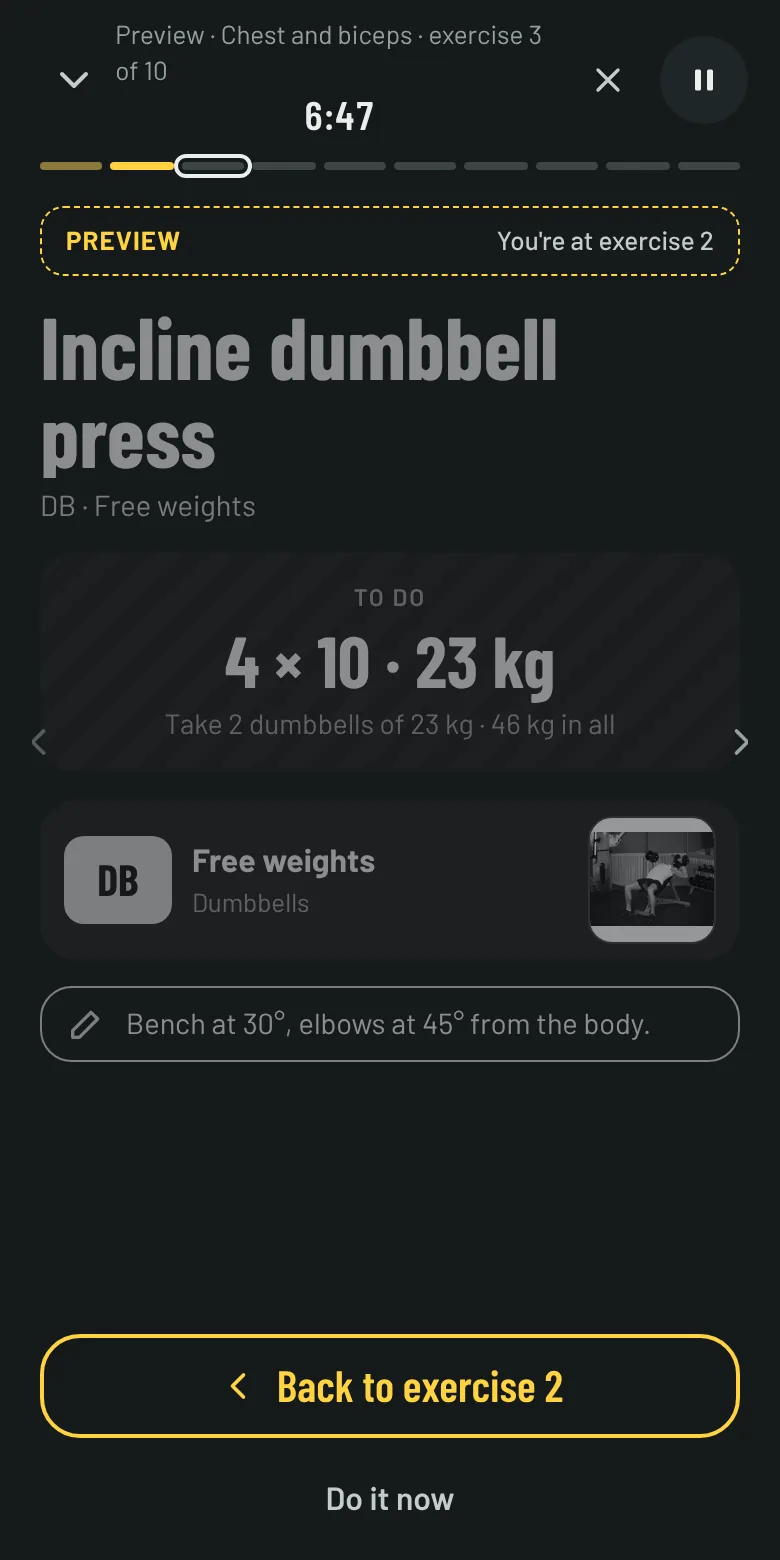 Preview · Chest and biceps · exercise 3
of 10
6:47
PREVIEW
You're at exercise 2
Incline dumbbell
press
DB · Free weights
TO DO
4 × 10 · 23 kg
Take 2 dumbbells of 23 kg · 46 kg in all
DB
Free weights
Dumbbells
Bench at 30°, elbows at 45° from the body.
Back to exercise 2
Do it now